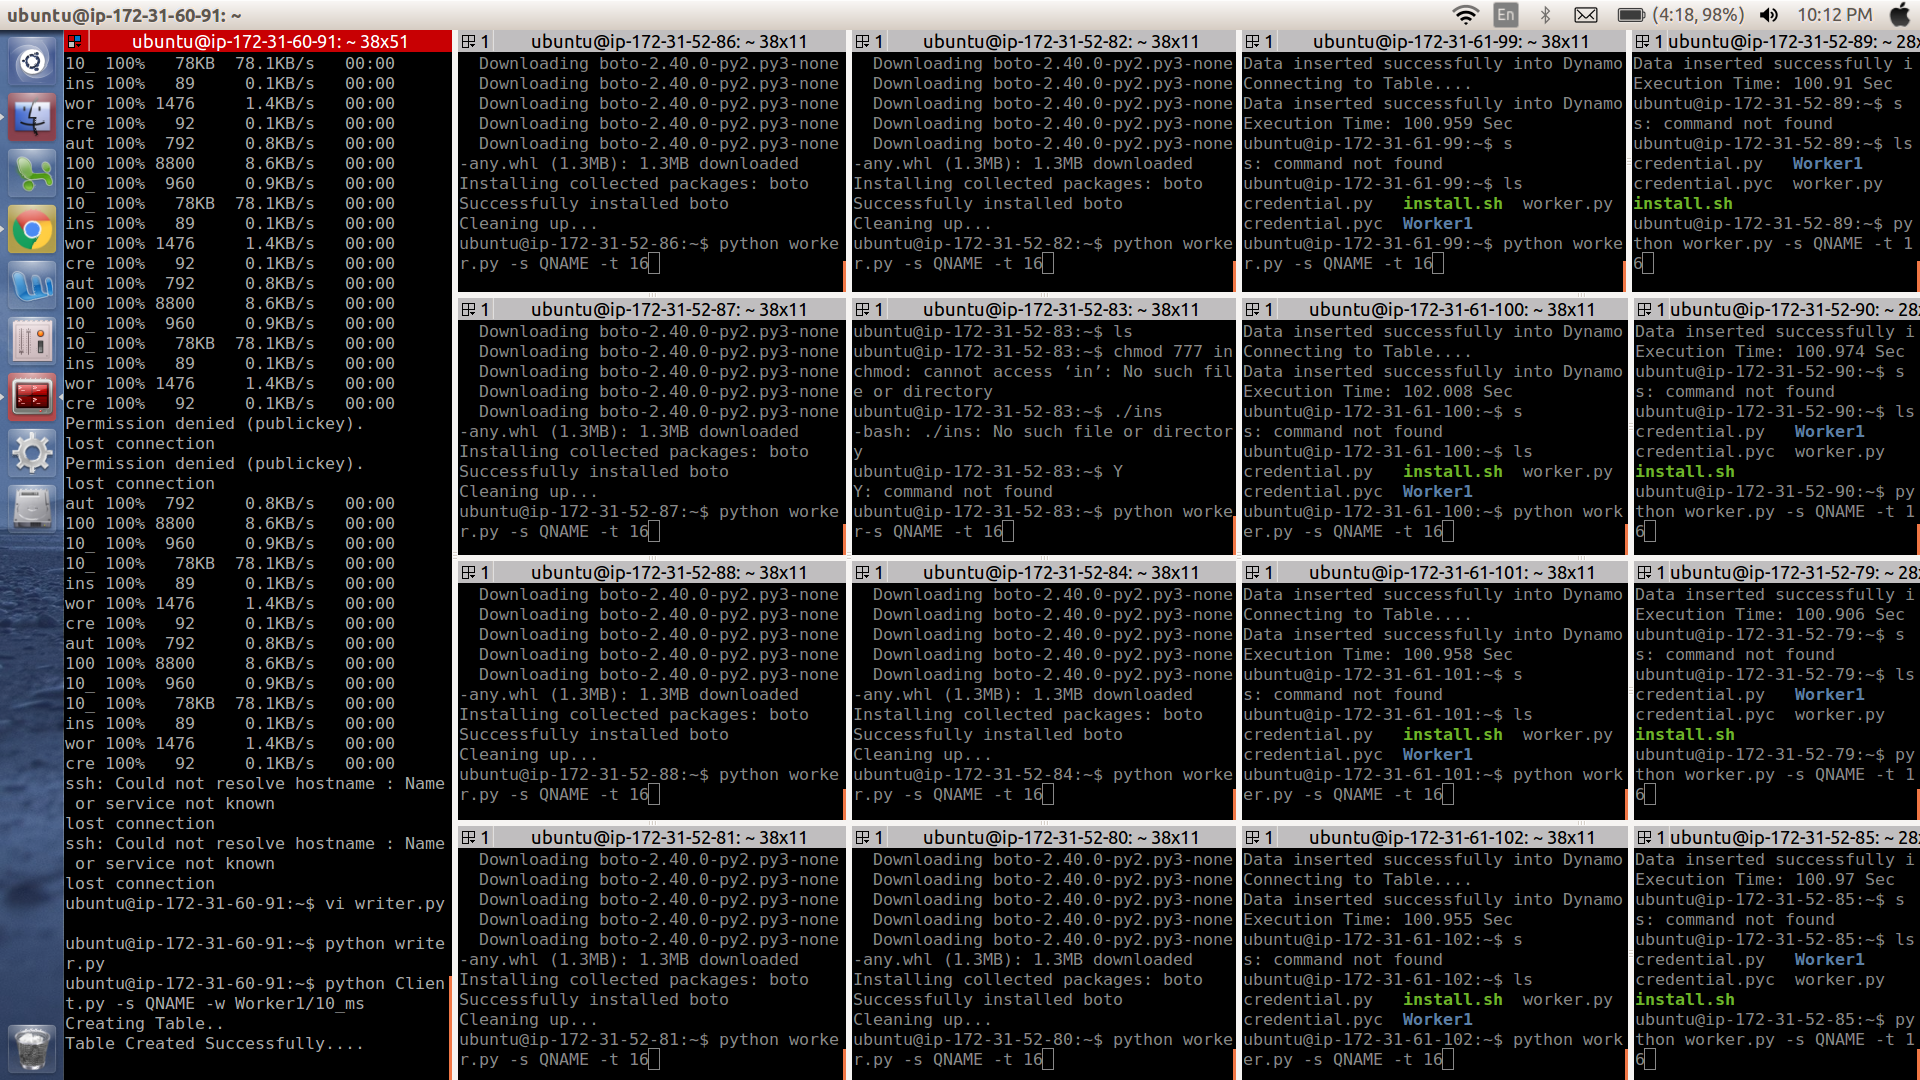 ubuntu@ip-172-31-60-91: ~
En
(4:18, 98%)
10:12 PM
ubuntu@ip-172-31-60-91: ~ 38x51
10_ 100%   78KB  78.1KB/s   00:00
ins 100%   89     0.1KB/s   00:00
wor 100% 1476     1.4KB/s   00:00
cre 100%   92     0.1KB/s   00:00
aut 100%  792     0.8KB/s   00:00
100 100% 8800     8.6KB/s   00:00
10_ 100%  960     0.9KB/s   00:00
10_ 100%   78KB  78.1KB/s   00:00
ins 100%   89     0.1KB/s   00:00
wor 100% 1476     1.4KB/s   00:00
cre 100%   92     0.1KB/s   00:00
aut 100%  792     0.8KB/s   00:00
100 100% 8800     8.6KB/s   00:00
10_ 100%  960     0.9KB/s   00:00
10_ 100%   78KB  78.1KB/s   00:00
ins 100%   89     0.1KB/s   00:00
wor 100% 1476     1.4KB/s   00:00
cre 100%   92     0.1KB/s   00:00
Permission denied (publickey).
lost connection
Permission denied (publickey).
lost connection
aut 100%  792     0.8KB/s   00:00
100 100% 8800     8.6KB/s   00:00
10_ 100%  960     0.9KB/s   00:00
10_ 100%   78KB  78.1KB/s   00:00
ins 100%   89     0.1KB/s   00:00
wor 100% 1476     1.4KB/s   00:00
cre 100%   92     0.1KB/s   00:00
aut 100%  792     0.8KB/s   00:00
100 100% 8800     8.6KB/s   00:00
10_ 100%  960     0.9KB/s   00:00
10_ 100%   78KB  78.1KB/s   00:00
ins 100%   89     0.1KB/s   00:00
wor 100% 1476     1.4KB/s   00:00
cre 100%   92     0.1KB/s   00:00
ssh: Could not resolve hostname : Name
 or service not known
lost connection
ssh: Could not resolve hostname : Name
 or service not known
lost connection
ubuntu@ip-172-31-60-91:~$ vi writer.py
ubuntu@ip-172-31-60-91:~$ python write
r.py
ubuntu@ip-172-31-60-91:~$ python Clien
t.py -s QNAME -w Worker1/10_ms
Creating Table..
Table Created Successfully....
1 ubuntu@ip-172-31-52-86: ~ 38x11
Downloading boto-2.40.0-py2.py3-none
Downloading boto-2.40.0-py2.py3-none
Downloading boto-2.40.0-py2.py3-none
Downloading boto-2.40.0-py2.py3-none
Downloading boto-2.40.0-py2.py3-none
-any.whl (1.3MB): 1.3MB downloaded
Installing collected packages: boto
Successfully installed boto
Cleaning up...
ubuntu@ip-172-31-52-86:~$ python worke
r.py -s QNAME -t 16
1 ubuntu@ip-172-31-52-87: ~ 38x11
Downloading boto-2.40.0-py2.py3-none
Downloading boto-2.40.0-py2.py3-none
Downloading boto-2.40.0-py2.py3-none
Downloading boto-2.40.0-py2.py3-none
Downloading boto-2.40.0-py2.py3-none
-any.whl (1.3MB): 1.3MB downloaded
Installing collected packages: boto
Successfully installed boto
Cleaning up...
ubuntu@ip-172-31-52-87:~$ python worke
r.py -s QNAME -t 16
1 ubuntu@ip-172-31-52-88: ~ 38x11
Downloading boto-2.40.0-py2.py3-none
Downloading boto-2.40.0-py2.py3-none
Downloading boto-2.40.0-py2.py3-none
Downloading boto-2.40.0-py2.py3-none
Downloading boto-2.40.0-py2.py3-none
-any.whl (1.3MB): 1.3MB downloaded
Installing collected packages: boto
Successfully installed boto
Cleaning up...
ubuntu@ip-172-31-52-88:~$ python worke
r.py -s QNAME -t 16
1 ubuntu@ip-172-31-52-81: ~ 38x11
Downloading boto-2.40.0-py2.py3-none
Downloading boto-2.40.0-py2.py3-none
Downloading boto-2.40.0-py2.py3-none
Downloading boto-2.40.0-py2.py3-none
Downloading boto-2.40.0-py2.py3-none
-any.whl (1.3MB): 1.3MB downloaded
Installing collected packages: boto
Successfully installed boto
Cleaning up...
ubuntu@ip-172-31-52-81:~$ python worke
r.py -s QNAME -t 16
1 ubuntu@ip-172-31-52-82: ~ 38x11
Downloading boto-2.40.0-py2.py3-none
Downloading boto-2.40.0-py2.py3-none
Downloading boto-2.40.0-py2.py3-none
Downloading boto-2.40.0-py2.py3-none
Downloading boto-2.40.0-py2.py3-none
-any.whl (1.3MB): 1.3MB downloaded
Installing collected packages: boto
Successfully installed boto
Cleaning up...
ubuntu@ip-172-31-52-82:~$ python worke
r.py -s QNAME -t 16
1 ubuntu@ip-172-31-52-83: ~ 38x11
ubuntu@ip-172-31-52-83:~$ ls
ubuntu@ip-172-31-52-83:~$ chmod 777 in
chmod: cannot access ‘in’: No such fil
e or directory
ubuntu@ip-172-31-52-83:~$ ./ins
-bash: ./ins: No such file or director
y
ubuntu@ip-172-31-52-83:~$ Y
Y: command not found
ubuntu@ip-172-31-52-83:~$ python worke
r-s QNAME -t 16
1 ubuntu@ip-172-31-52-84: ~ 38x11
Downloading boto-2.40.0-py2.py3-none
Downloading boto-2.40.0-py2.py3-none
Downloading boto-2.40.0-py2.py3-none
Downloading boto-2.40.0-py2.py3-none
Downloading boto-2.40.0-py2.py3-none
-any.whl (1.3MB): 1.3MB downloaded
Installing collected packages: boto
Successfully installed boto
Cleaning up...
ubuntu@ip-172-31-52-84:~$ python worke
r.py -s QNAME -t 16
1 ubuntu@ip-172-31-52-80: ~ 38x11
Downloading boto-2.40.0-py2.py3-none
Downloading boto-2.40.0-py2.py3-none
Downloading boto-2.40.0-py2.py3-none
Downloading boto-2.40.0-py2.py3-none
Downloading boto-2.40.0-py2.py3-none
-any.whl (1.3MB): 1.3MB downloaded
Installing collected packages: boto
Successfully installed boto
Cleaning up...
ubuntu@ip-172-31-52-80:~$ python worke
r.py -s QNAME -t 16
1 ubuntu@ip-172-31-61-99: ~ 38x11
Data inserted successfully into Dynamo
Connecting to Table....
Data inserted successfully into Dynamo
Execution Time: 100.959 Sec
ubuntu@ip-172-31-61-99:~$ s
s: command not found
ubuntu@ip-172-31-61-99:~$ ls
credential.py   install.sh  worker.py
credential.pyc  Worker1
ubuntu@ip-172-31-61-99:~$ python worke
r.py -s QNAME -t 16
1 ubuntu@ip-172-31-61-100: ~ 38x11
Data inserted successfully into Dynamo
Connecting to Table....
Data inserted successfully into Dynamo
Execution Time: 102.008 Sec
ubuntu@ip-172-31-61-100:~$ s
s: command not found
ubuntu@ip-172-31-61-100:~$ ls
credential.py   install.sh  worker.py
credential.pyc  Worker1
ubuntu@ip-172-31-61-100:~$ python work
er.py -s QNAME -t 16
1 ubuntu@ip-172-31-61-101: ~ 38x11
Data inserted successfully into Dynamo
Connecting to Table....
Data inserted successfully into Dynamo
Execution Time: 100.958 Sec
ubuntu@ip-172-31-61-101:~$ s
s: command not found
ubuntu@ip-172-31-61-101:~$ ls
credential.py   install.sh  worker.py
credential.pyc  Worker1
ubuntu@ip-172-31-61-101:~$ python work
er.py -s QNAME -t 16
1 ubuntu@ip-172-31-61-102: ~ 38x11
Data inserted successfully into Dynamo
Connecting to Table....
Data inserted successfully into Dynamo
Execution Time: 100.955 Sec
ubuntu@ip-172-31-61-102:~$ s
s: command not found
ubuntu@ip-172-31-61-102:~$ ls
credential.py   install.sh  worker.py
credential.pyc  Worker1
ubuntu@ip-172-31-61-102:~$ python work
er.py -s QNAME -t 16
1 ubuntu@ip-172-31-52-89: ~ 28x
Data inserted successfully i
Execution Time: 100.91 Sec
ubuntu@ip-172-31-52-89:~$ s
s: command not found
ubuntu@ip-172-31-52-89:~$ ls
credential.py   Worker1
credential.pyc  worker.py
install.sh
ubuntu@ip-172-31-52-89:~$ py
thon worker.py -s QNAME -t 1
6
1 ubuntu@ip-172-31-52-90: ~ 28x
Data inserted successfully i
Execution Time: 100.974 Sec
ubuntu@ip-172-31-52-90:~$ s
s: command not found
ubuntu@ip-172-31-52-90:~$ ls
credential.py   Worker1
credential.pyc  worker.py
install.sh
ubuntu@ip-172-31-52-90:~$ py
thon worker.py -s QNAME -t 1
6
1 ubuntu@ip-172-31-52-79: ~ 28x
Data inserted successfully i
Execution Time: 100.906 Sec
ubuntu@ip-172-31-52-79:~$ s
s: command not found
ubuntu@ip-172-31-52-79:~$ ls
credential.py   Worker1
credential.pyc  worker.py
install.sh
ubuntu@ip-172-31-52-79:~$ py
thon worker.py -s QNAME -t 1
6
1 ubuntu@ip-172-31-52-85: ~ 28x
Data inserted successfully i
Execution Time: 100.97 Sec
ubuntu@ip-172-31-52-85:~$ s
s: command not found
ubuntu@ip-172-31-52-85:~$ ls
credential.py   Worker1
credential.pyc  worker.py
install.sh
ubuntu@ip-172-31-52-85:~$ py
thon worker.py -s QNAME -t 1
6